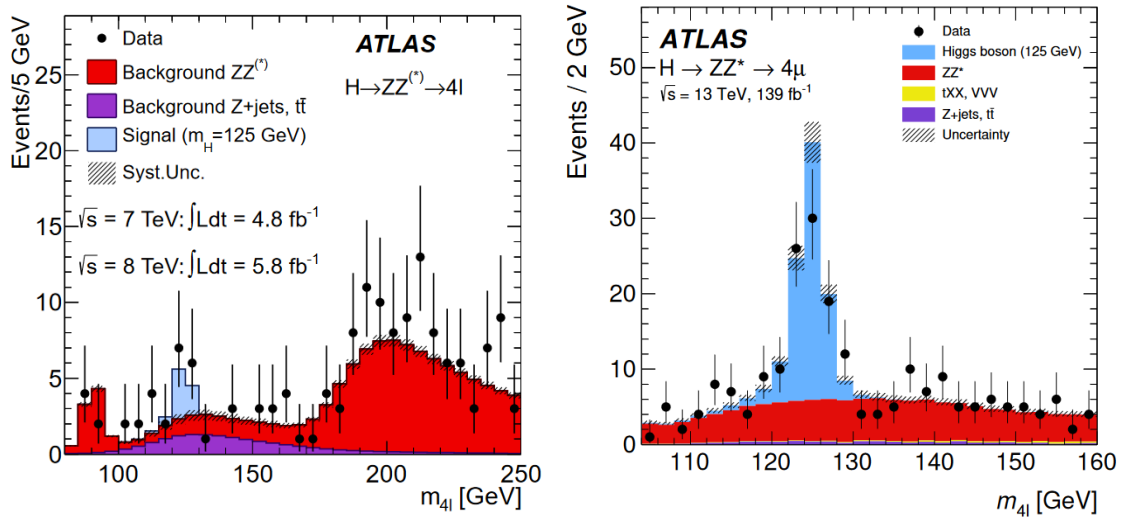 Events/5 GeV
25
20
15
10
5
0
Data
Background ZZ(*)
Background Z+jets, tt̄
Signal (mH=125 GeV)
Syst.Unc.
√s = 7 TeV: ∫Ldt = 4.8 fb-1
√s = 8 TeV: ∫Ldt = 5.8 fb-1
ATLAS
H→ZZ(*)→4l
100 150 200 250
m4l [GeV]
Events / 2 GeV
50
40
30
20
10
0
ATLAS
H → ZZ* → 4μ
√s = 13 TeV, 139 fb-1
Data
Higgs boson (125 GeV)
ZZ*
tXX, VVV
Z+jets, tt̄
Uncertainty
110 120 130 140 150 160
m4l [GeV]